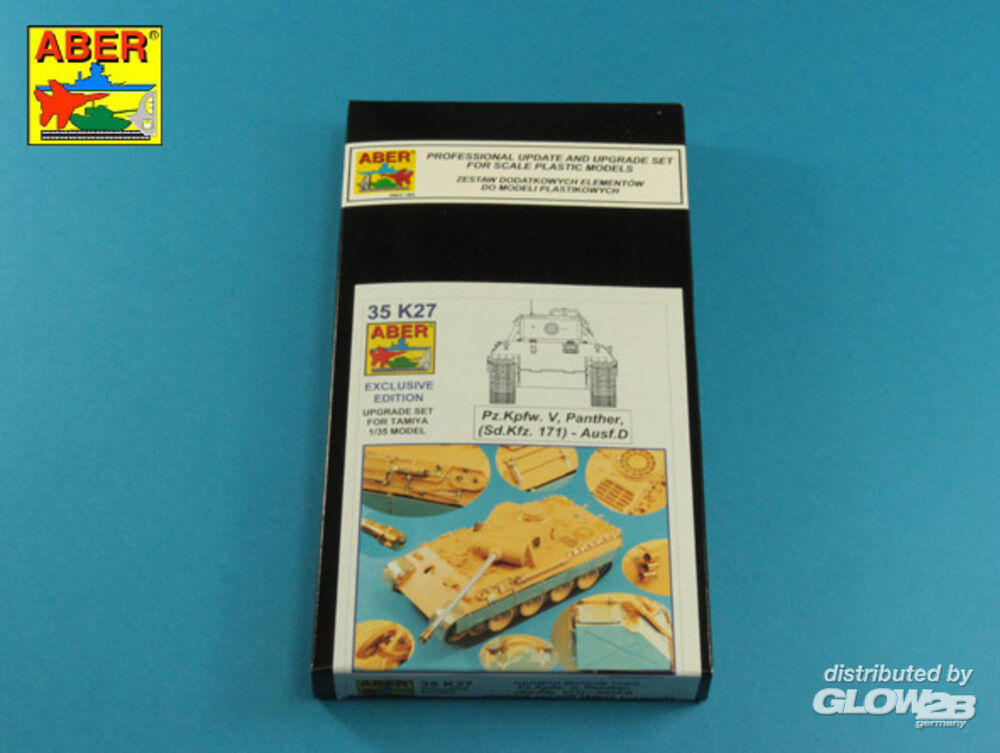 ABER®
ABER
PROFESSIONAL UPDATE AND UPGRADE SET
FOR SCALE PLASTIC MODELS
ZESTAW DODATKOWYCH ELEMENTÓW
DO MODELI PLASTIKOWYCH
35 K27
ABER
EXCLUSIVE
EDITION
UPGRADE SET
FOR TAMIYA
1/35 MODEL
Pz.Kpfw. V, Panther,
(Sd.Kfz. 171) - Ausf.D
ABER
35 K27
distributed by
GLOW2B
germany